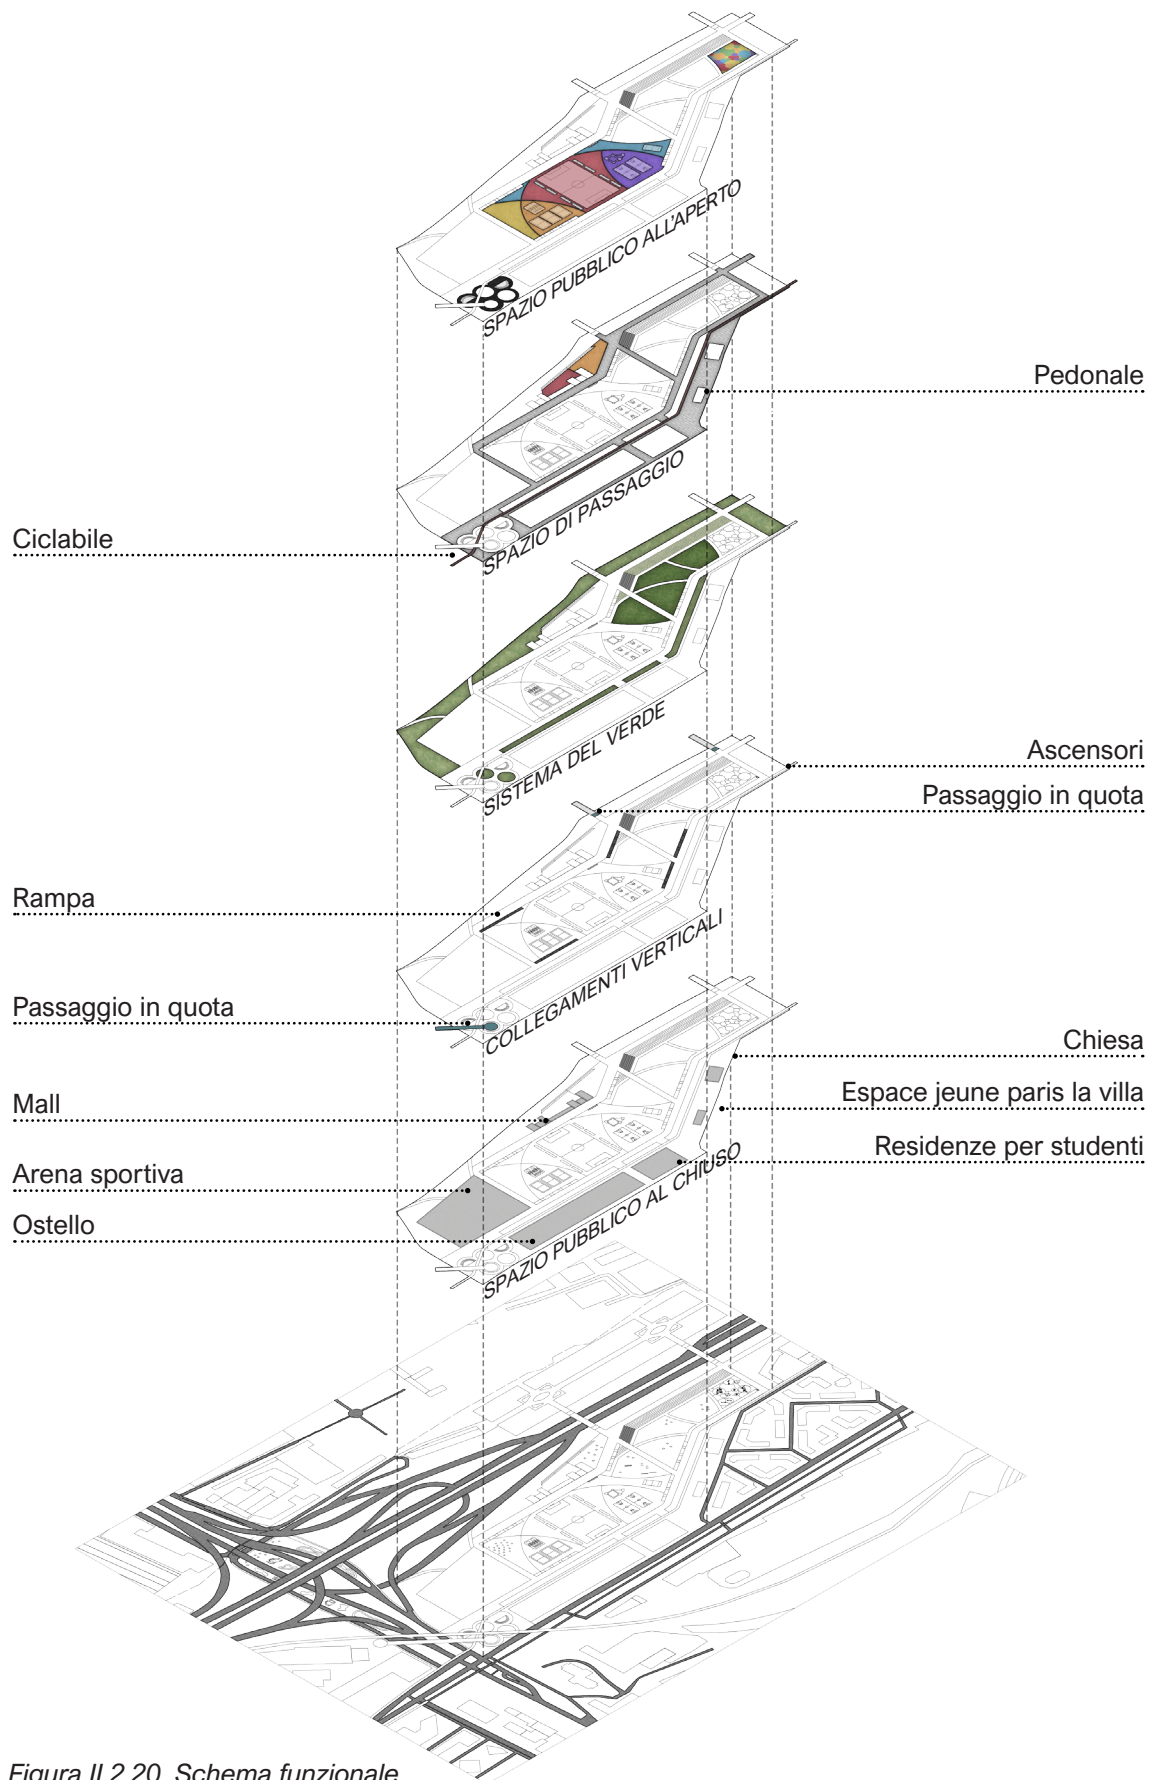 SPAZIO PUBBLICO ALL'APERTO
Pedonale
SPAZIO DI PASSAGGIO
Ciclabile
SISTEMA DEL VERDE
Ascensori
Passaggio in quota
Rampa
COLLEGAMENTI VERTICALI
Passaggio in quota
Chiesa
Mall
Espace jeune paris la villa
Residenze per studenti
Arena sportiva
Ostello
SPAZIO PUBBLICO AL CHIUSO
Figura II.2.20. Schema funzionale